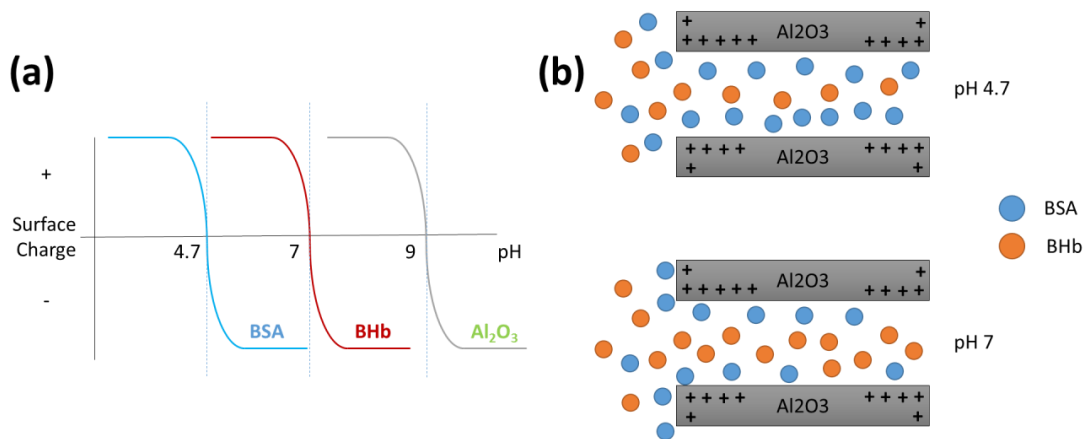 (a)
+
Surface
Charge
-
4.7
7
9
pH
BSA
BHb
Al₂O₃
(b)
+ +
+ + + + + Al2O3 + + + +
pH 4.7
+ + + + Al2O3 + + + +
+ +
BSA
BHb
+ +
+ + + + + Al2O3 + + + +
pH 7
+ + + + Al2O3 + + + +
+ +